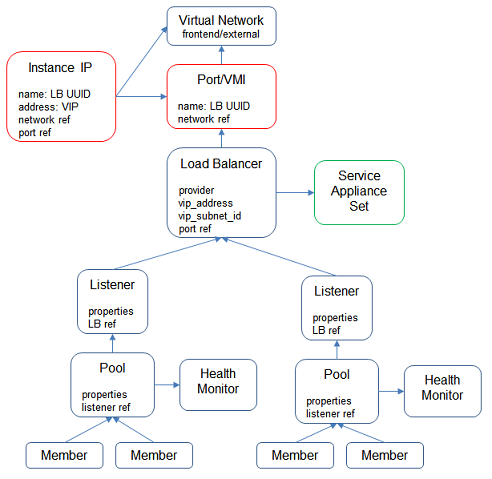 Virtual Network
frontend/external
Instance IP
name: LB UUID
address: VIP
network ref
port ref
Port/VMI
name: LB UUID
network ref
Load Balancer
provider
vip_address
vip_subnet_id
port ref
Service
Appliance
Set
Listener
properties
LB ref
Listener
properties
LB ref
Pool
properties
listener ref
Health
Monitor
Pool
properties
listener ref
Health
Monitor
Member
Member
Member
Member